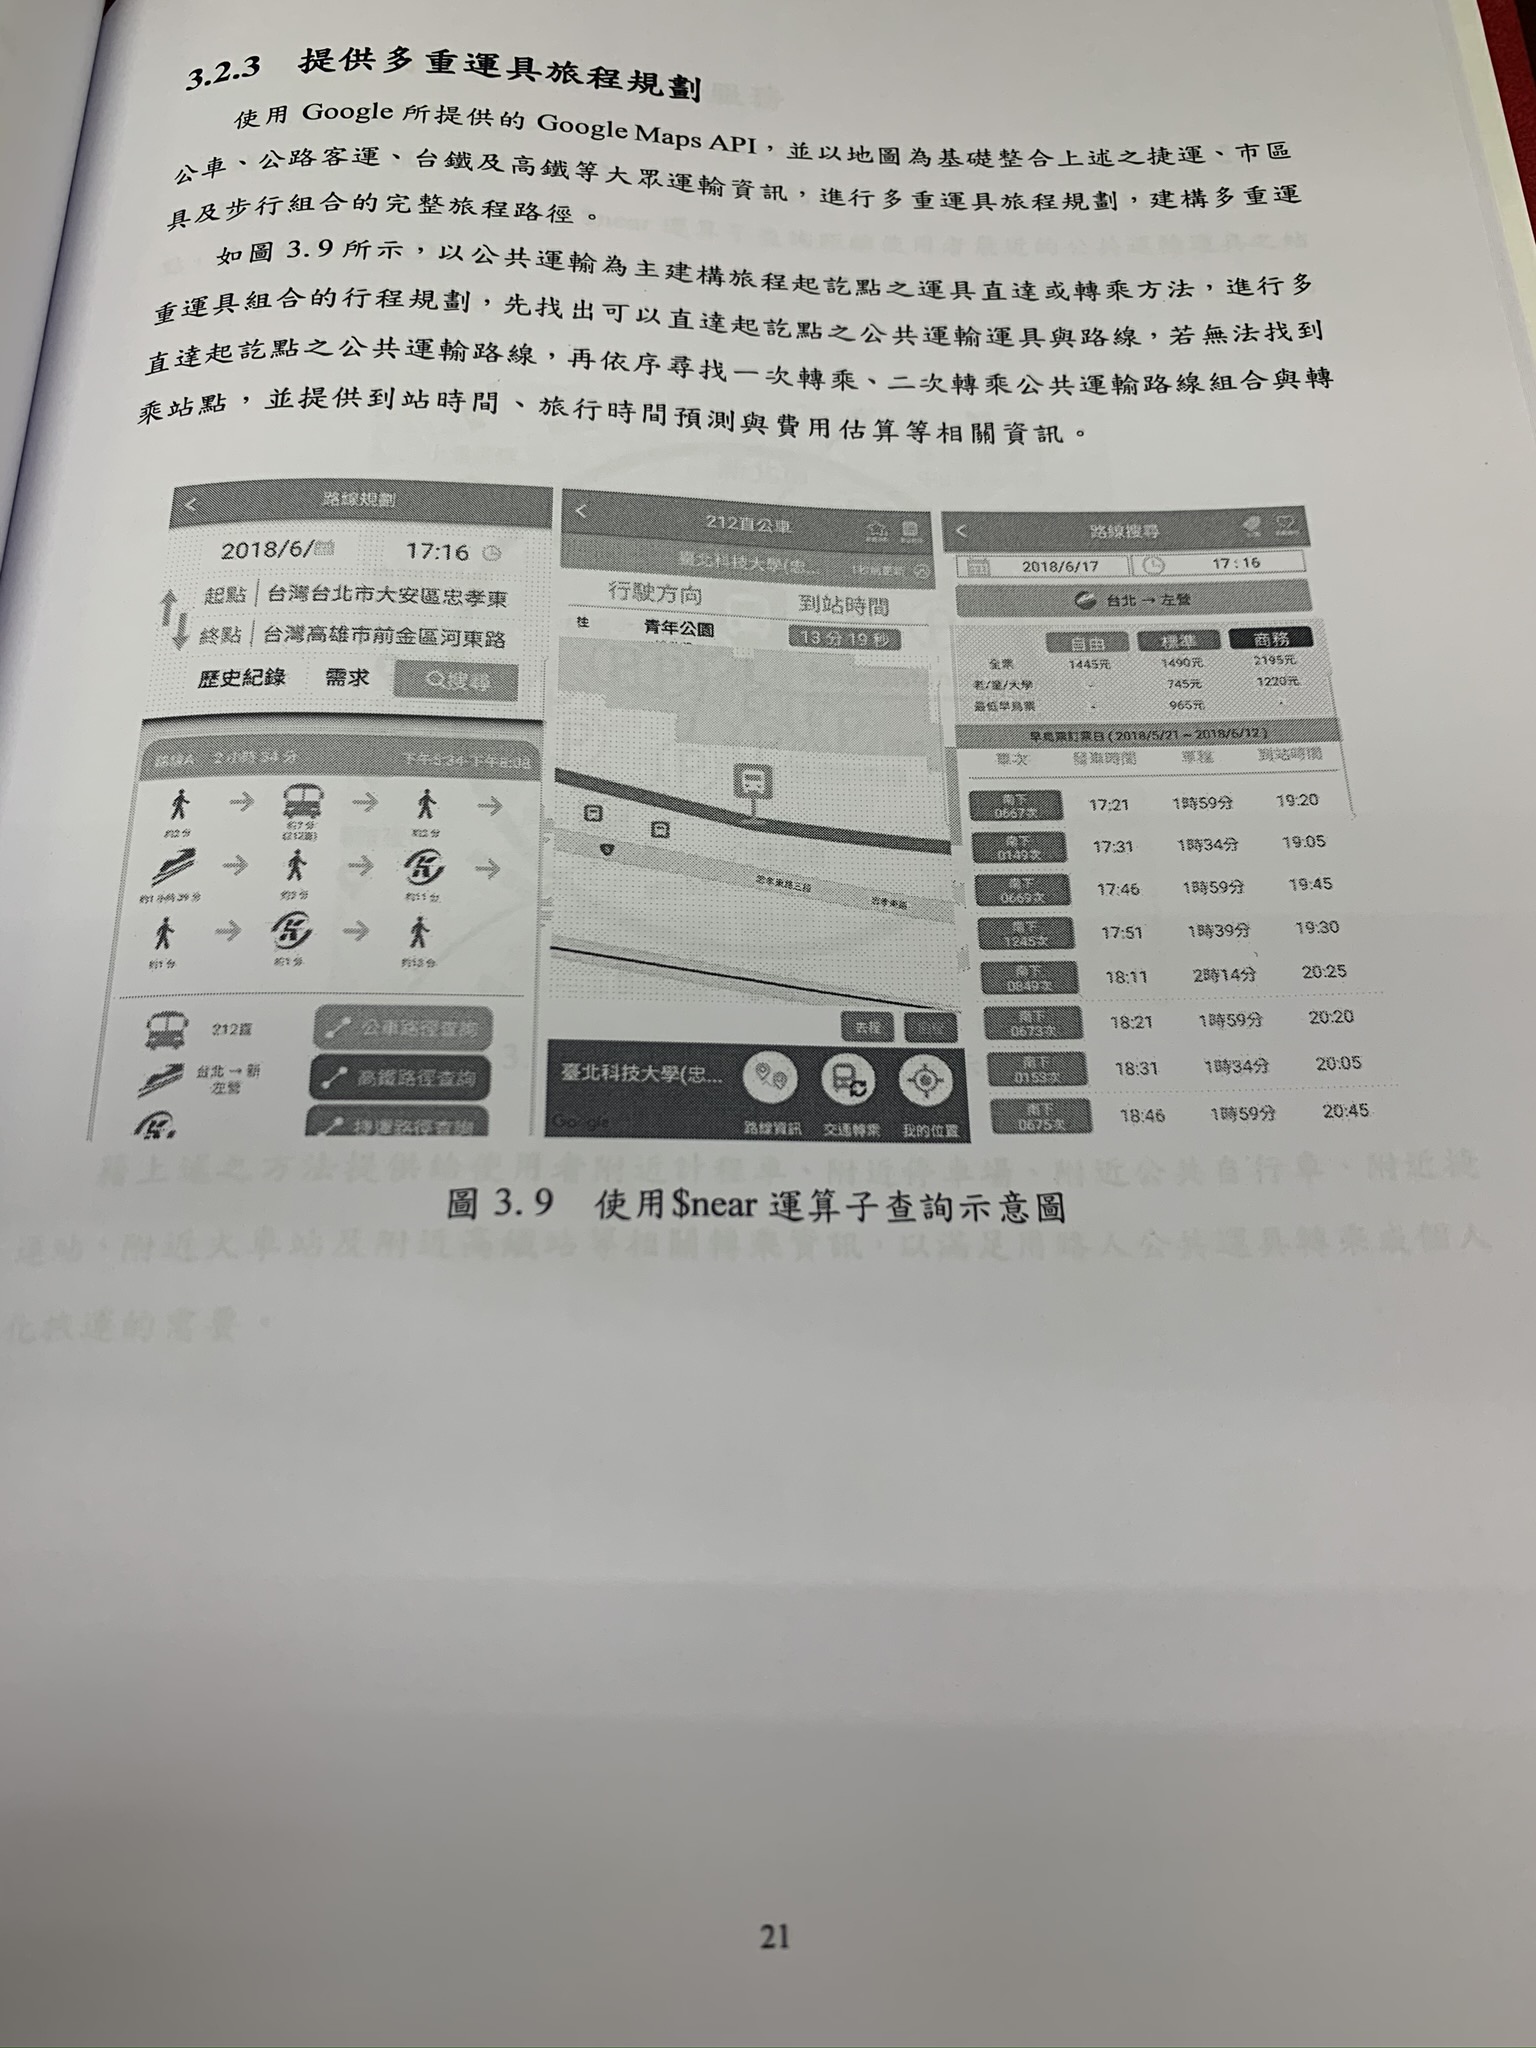 3.2.3 提供多重運具旅程規劃
使用 Google 所提供的 Google Maps API，並以地圖為基礎整合上述之捷運、市區
公車、公路客運、台鐵及高鐵等大眾運輸資訊，進行多重運具旅程規劃，建構多重運
具及步行組合的完整旅程路徑。
如圖 3.9 所示，以公共運輸為主建構旅程起訖點之運具直達或轉乘方法，進行多
重運具組合的行程規劃，先找出可以直達起訖點之公共運輸運具與路線，若無法找到
直達起訖點之公共運輸路線，再依序尋找一次轉乘、二次轉乘公共運輸路線組合與轉
乘站點，並提供到站時間、旅行時間預測與費用估算等相關資訊。
路線規劃
2018/6/ 17:16
起點 台灣台北市大安區忠孝東
終點 台灣高雄市前金區河東路
歷史紀錄 需求 搜尋
路線A 2小時34分 下午5:34-下午8:08
約2分 約7分 約2分
(212直)
約1小時39分 約2分 約11分
約1分 約1分 約13分
212直 公車路徑查詢
台北→新
左營 高鐵路徑查詢
捷運路徑查詢
212直公車
臺北科技大學(忠...
行駛方向 到站時間
往 青年公園 13 分 19 秒
忠孝東路三段 忠孝東路
去程
臺北科技大學(忠...
Google 路線資訊 交通轉乘 我的位置
路線搜尋
2018/6/17 17:16
台北→左營
自由 標準 商務
全票 1445元 1490元 2195元
老/童/大學 - 745元 1220元
最低早鳥票 - 965元 -
早鳥票訂票日 (2018/5/21 ~ 2018/6/12)
車次 發車時間 車程 到站時間
南下 0667次 17:21 1時59分 19:20
南下 0149次 17:31 1時34分 19:05
南下 0669次 17:46 1時59分 19:45
南下 1245次 17:51 1時39分 19:30
南下 0849次 18:11 2時14分 20:25
南下 0673次 18:21 1時59分 20:20
南下 0153次 18:31 1時34分 20:05
南下 0675次 18:46 1時59分 20:45
圖 3.9 使用$near 運算子查詢示意圖
21